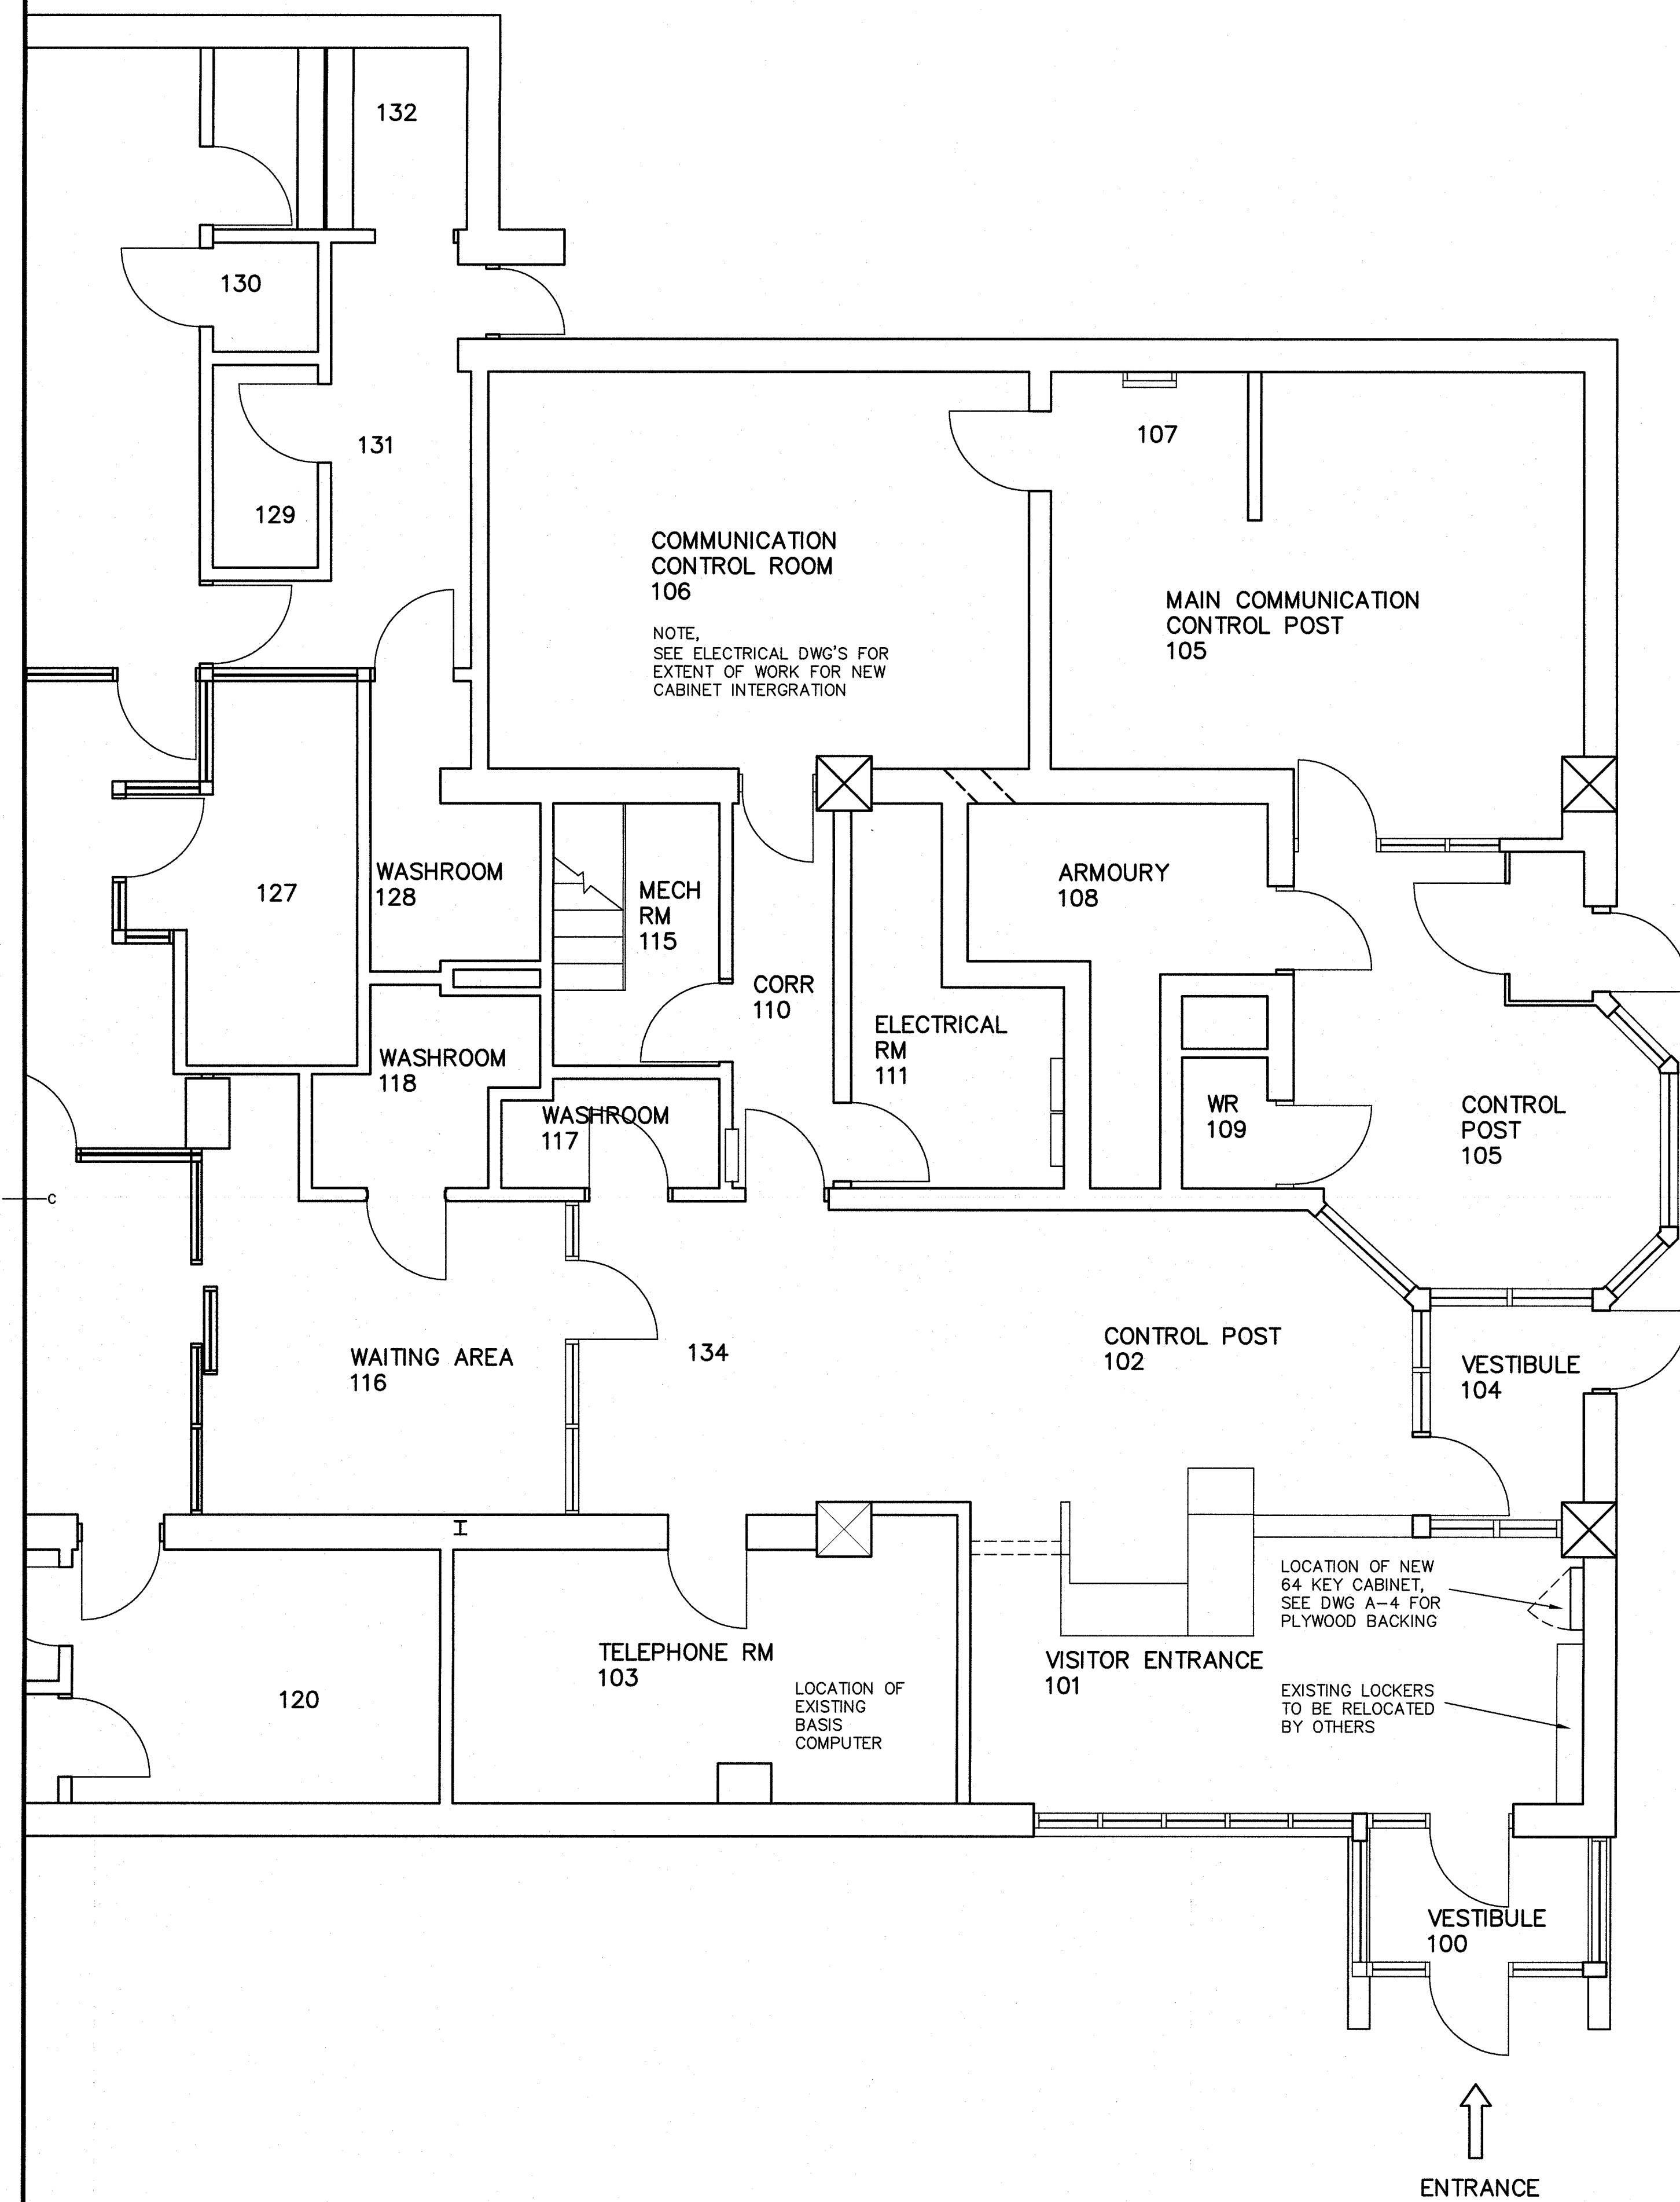 132
130
131
129
107
COMMUNICATION
CONTROL ROOM
106
NOTE,
SEE ELECTRICAL DWG'S FOR
EXTENT OF WORK FOR NEW
CABINET INTERGRATION
MAIN COMMUNICATION
CONTROL POST
105
127
WASHROOM
128
MECH
RM
115
ARMOURY
108
CORR
110
ELECTRICAL
RM
111
WASHROOM
118
WASHROOM
117
WR
109
CONTROL
POST
105
C
WAITING AREA
116
134
CONTROL POST
102
VESTIBULE
104
120
TELEPHONE RM
103
LOCATION OF
EXISTING
BASIS
COMPUTER
VISITOR ENTRANCE
101
LOCATION OF NEW
64 KEY CABINET,
SEE DWG A-4 FOR
PLYWOOD BACKING
EXISTING LOCKERS
TO BE RELOCATED
BY OTHERS
VESTIBULE
100
ENTRANCE